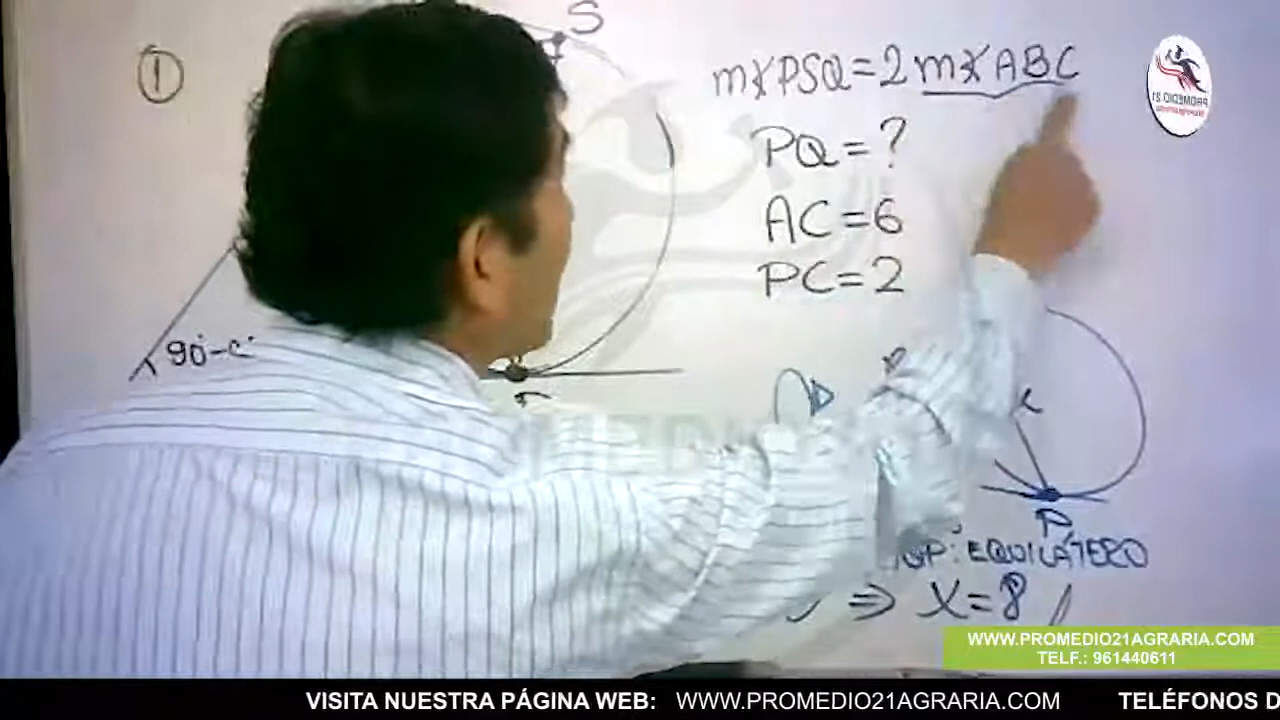 ①
S
m∢PSQ=2m∢ABC
PQ=?
AC=6
PC=2
90°-
P
EQUILÁTERO
⇒ X=8
PROMEDIO 21
WWW.PROMEDIO21AGRARIA.COM
TELF.: 961440611
VISITA NUESTRA PÁGINA WEB: WWW.PROMEDIO21AGRARIA.COM TELÉFONOS D